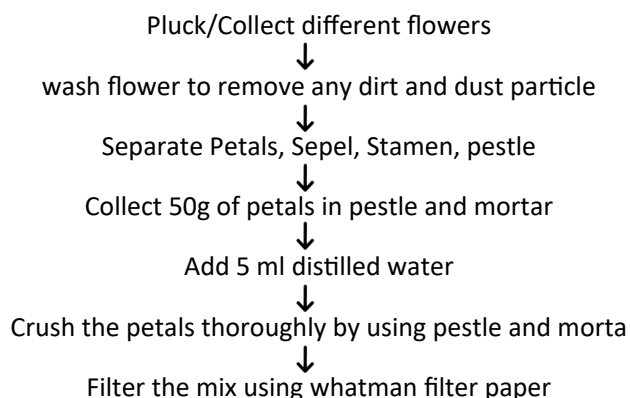 Pluck/Collect different flowers
wash flower to remove any dirt and dust particle
Separate Petals, Sepel, Stamen, pestle
Collect 50g of petals in pestle and mortar
Add 5 ml distilled water
Crush the petals thoroughly by using pestle and morta
Filter the mix using whatman filter paper